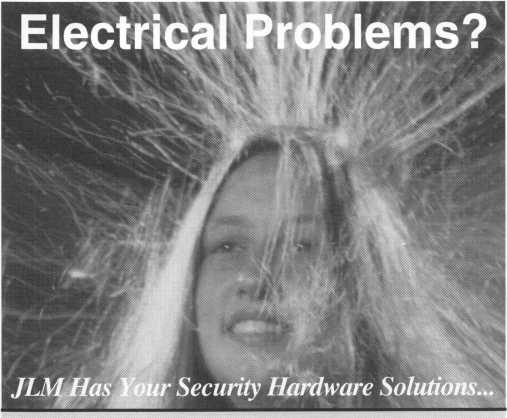 Electrical Problems?
JLM Has Your Security Hardware Solutions...